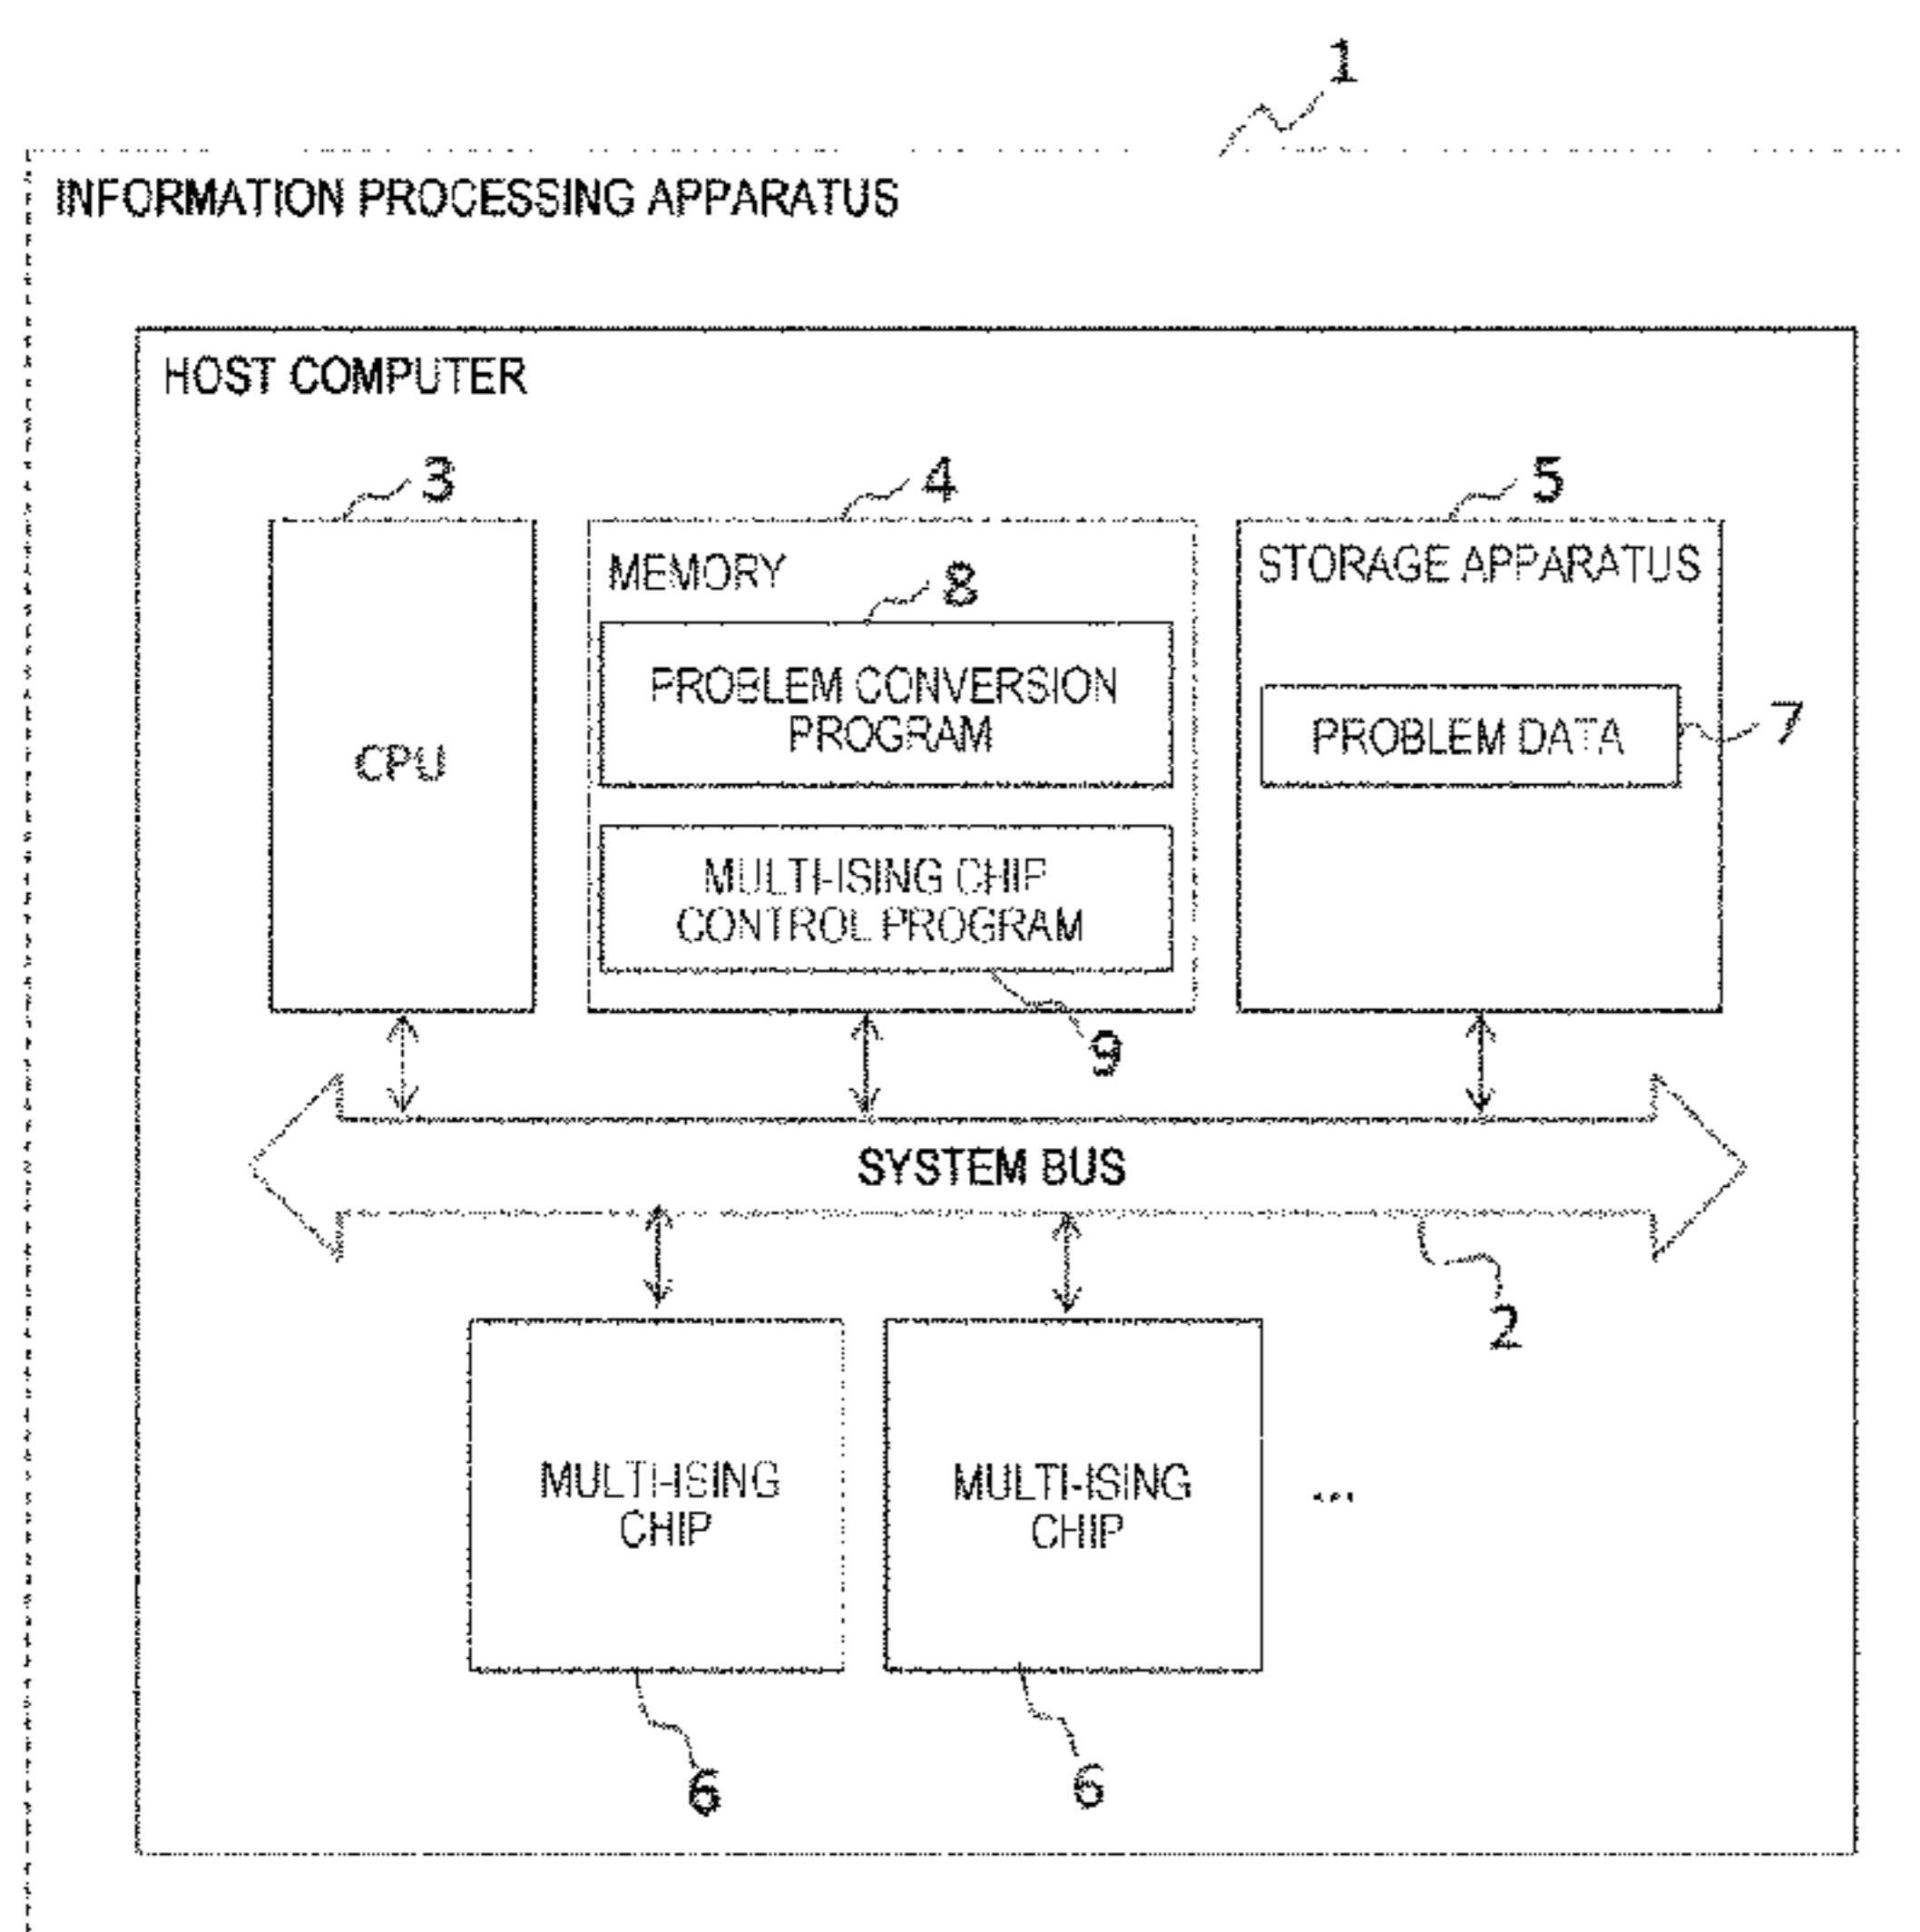 1
INFORMATION PROCESSING APPARATUS
HOST COMPUTER
3
4
5
MEMORY
8
STORAGE APPARATUS
PROBLEM CONVERSION
PROGRAM
CPU
PROBLEM DATA
7
MULTI-ISING CHIP
CONTROL PROGRAM
9
SYSTEM BUS
2
MULTI-ISING
CHIP
MULTI-ISING
CHIP
...
6
6